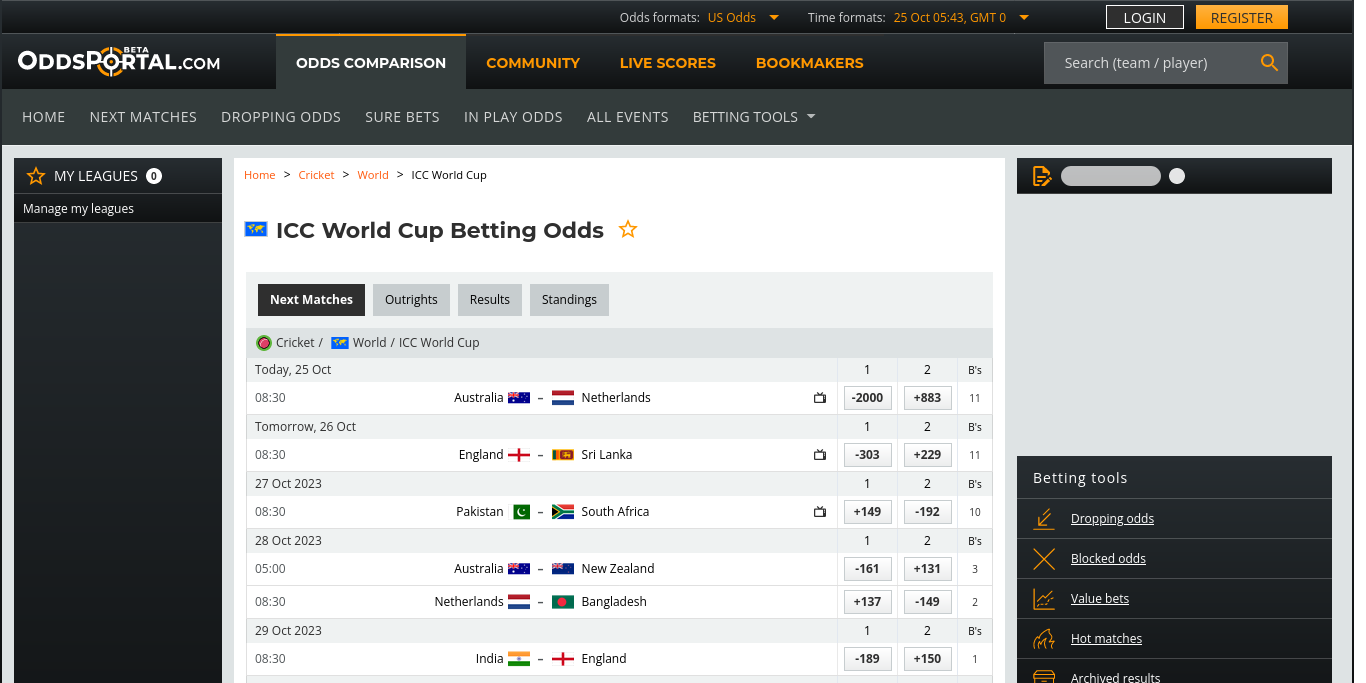 Odds formats: US Odds Time formats: 25 Oct 05:43, GMT 0 LOGIN REGISTER
ODDSPORTAL.COM BETA
ODDS COMPARISON COMMUNITY LIVE SCORES BOOKMAKERS Search (team / player)
HOME NEXT MATCHES DROPPING ODDS SURE BETS IN PLAY ODDS ALL EVENTS BETTING TOOLS
MY LEAGUES 0
Manage my leagues
Home > Cricket > World > ICC World Cup
ICC World Cup Betting Odds
Next Matches Outrights Results Standings
Cricket / World / ICC World Cup
Today, 25 Oct 1 2 B's
08:30 Australia – Netherlands -2000 +883 11
Tomorrow, 26 Oct 1 2 B's
08:30 England – Sri Lanka -303 +229 11
27 Oct 2023 1 2 B's
08:30 Pakistan – South Africa +149 -192 10
28 Oct 2023 1 2 B's
05:00 Australia – New Zealand -161 +131 3
08:30 Netherlands – Bangladesh +137 -149 2
29 Oct 2023 1 2 B's
08:30 India – England -189 +150 1
Betting tools
Dropping odds
Blocked odds
Value bets
Hot matches
Archived results